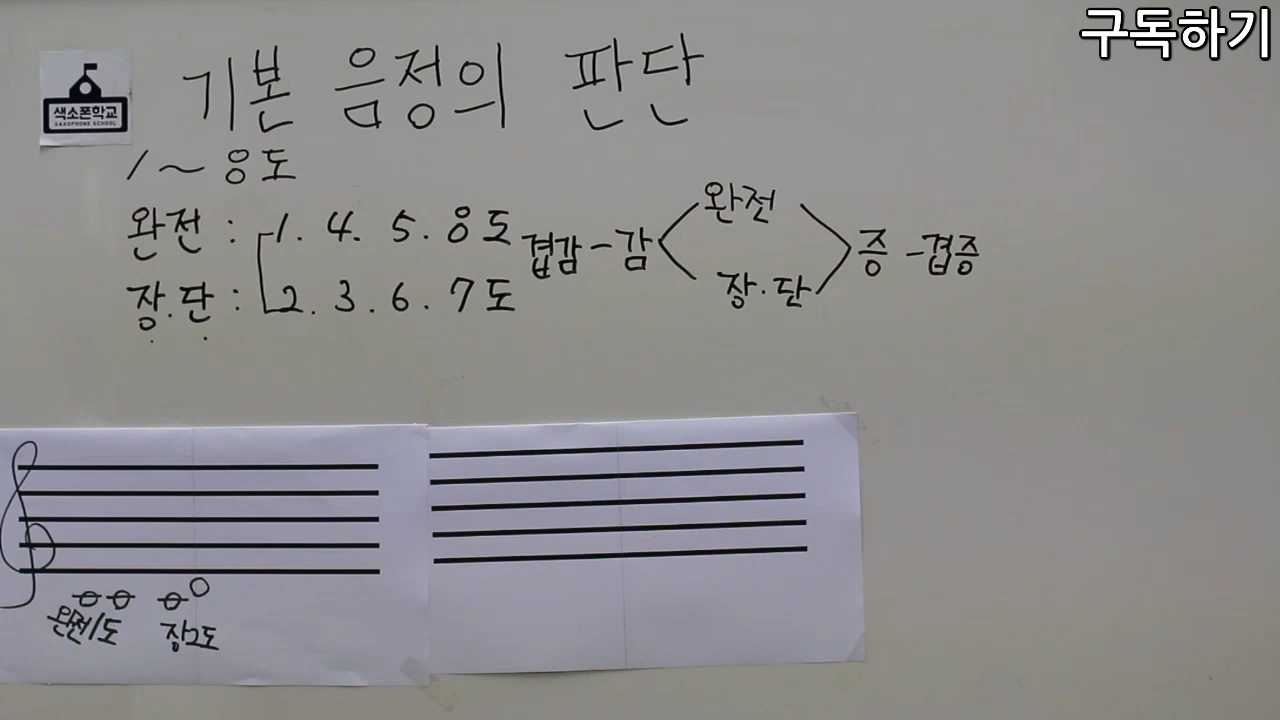 구독하기
색소폰학교
SAXOPHONE SCHOOL
기본 음정의 판단
1~8도
완전 : 1. 4. 5. 8도
장.단 : 2. 3. 6. 7도
겹감-감 완전 장.단 증-겹증
완전1도 장2도